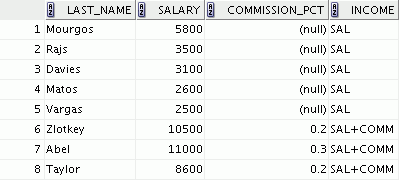 LAST_NAME SALARY COMMISSION_PCT INCOME
1 Mourgos 5800 (null) SAL
2 Rajs 3500 (null) SAL
3 Davies 3100 (null) SAL
4 Matos 2600 (null) SAL
5 Vargas 2500 (null) SAL
6 Zlotkey 10500 0.2 SAL+COMM
7 Abel 11000 0.3 SAL+COMM
8 Taylor 8600 0.2 SAL+COMM